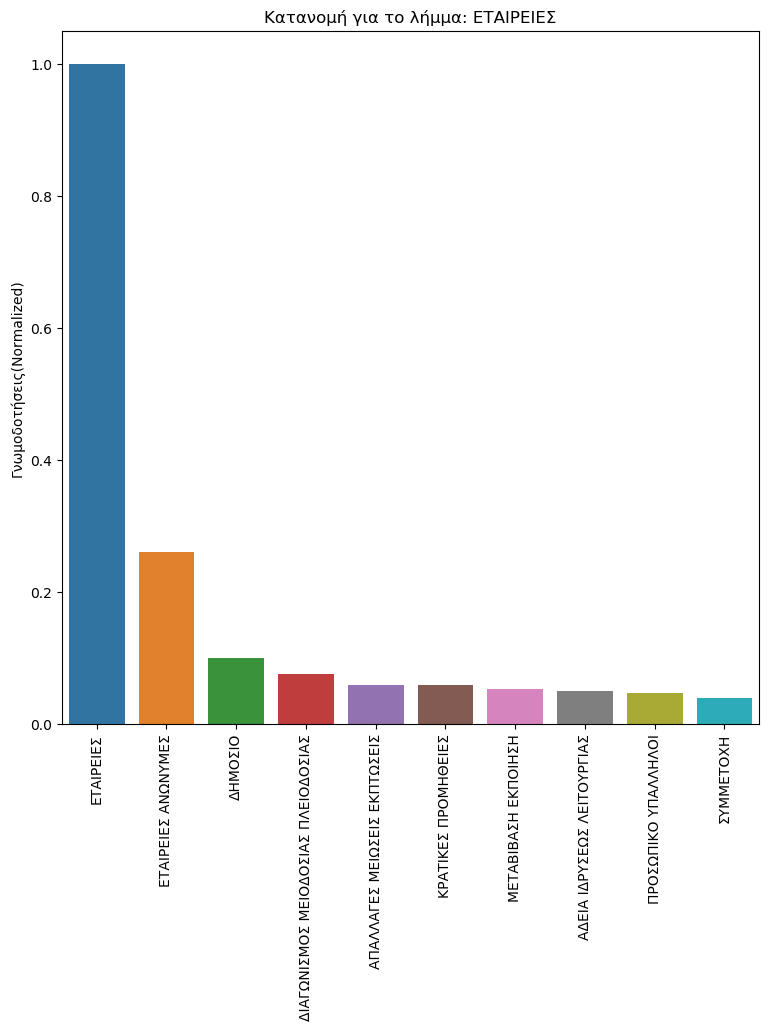 Κατανομή για το λήμμα: ΕΤΑΙΡΕΙΕΣ
Γνωμοδοτήσεις(Normalized)
1.0
0.8
0.6
0.4
0.2
0.0
ΕΤΑΙΡΕΙΕΣ
ΕΤΑΙΡΕΙΕΣ ΑΝΩΝΥΜΕΣ
ΔΗΜΟΣΙΟ
ΔΙΑΓΩΝΙΣΜΟΣ ΜΕΙΟΔΟΣΙΑΣ ΠΛΕΙΟΔΟΣΙΑΣ
ΑΠΑΛΛΑΓΕΣ ΜΕΙΩΣΕΙΣ ΕΚΠΤΩΣΕΙΣ
ΚΡΑΤΙΚΕΣ ΠΡΟΜΗΘΕΙΕΣ
ΜΕΤΑΒΙΒΑΣΗ ΕΚΠΟΙΗΣΗ
ΑΔΕΙΑ ΙΔΡΥΣΕΩΣ ΛΕΙΤΟΥΡΓΙΑΣ
ΠΡΟΣΩΠΙΚΟ ΥΠΑΛΛΗΛΟΙ
ΣΥΜΜΕΤΟΧΗ